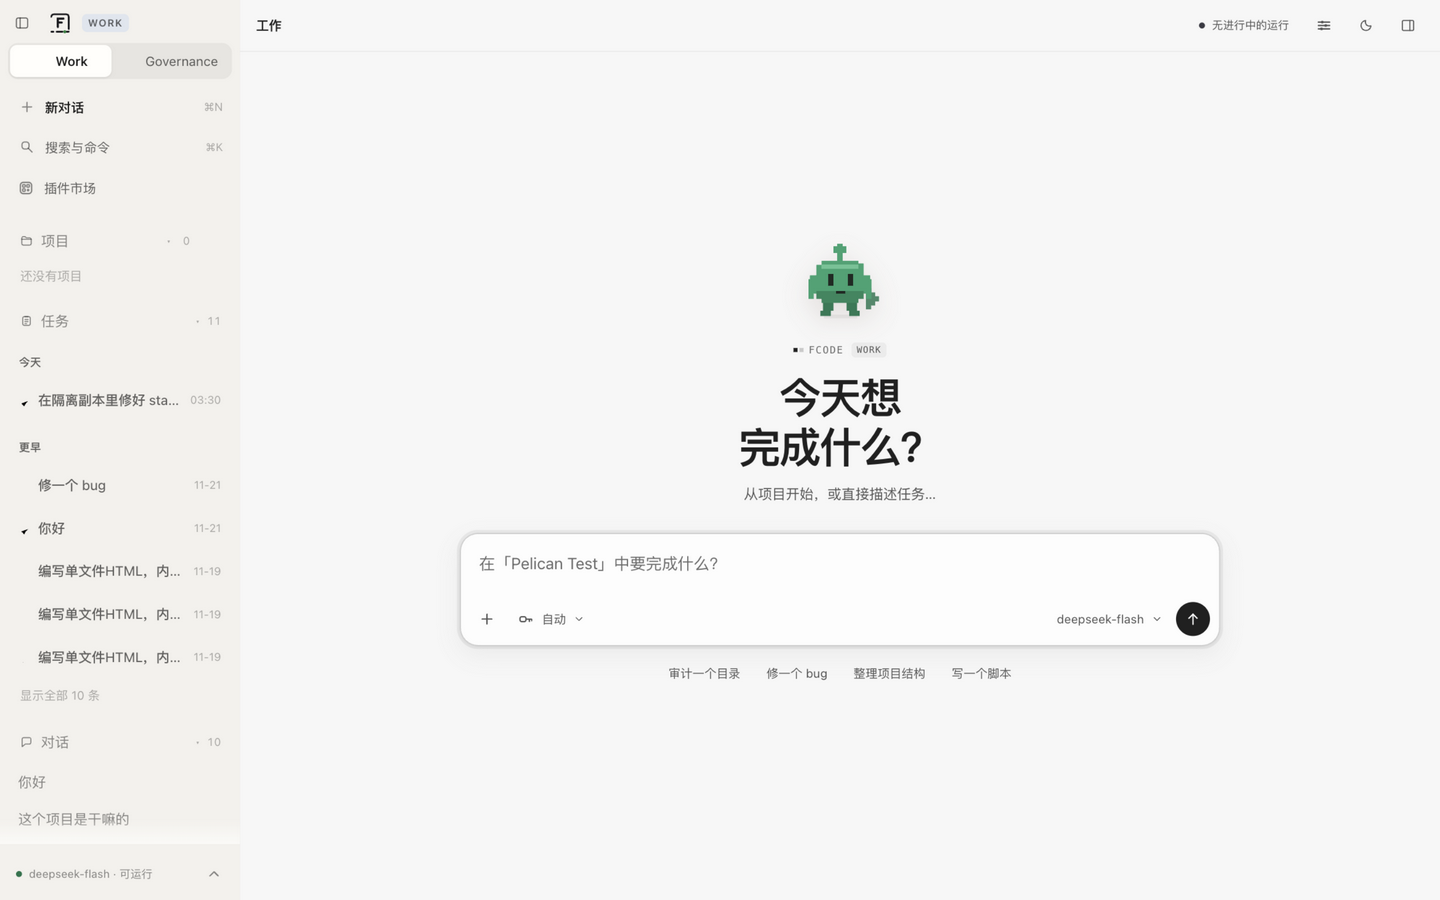 F WORK
Work Governance
新对话 ⌘N
搜索与命令 ⌘K
插件市场
项目 · 0
还没有项目
任务 · 11
今天
在隔离副本里修好 sta... 03:30
更早
修一个 bug 11-21
你好 11-21
编写单文件HTML，内... 11-19
编写单文件HTML，内... 11-19
编写单文件HTML，内... 11-19
显示全部 10 条
对话 · 10
你好
这个项目是干嘛的
deepseek-flash · 可运行
工作
无进行中的运行
FCODE WORK
今天想
完成什么?
从项目开始，或直接描述任务...
在「Pelican Test」中要完成什么?
自动
deepseek-flash
审计一个目录 修一个 bug 整理项目结构 写一个脚本